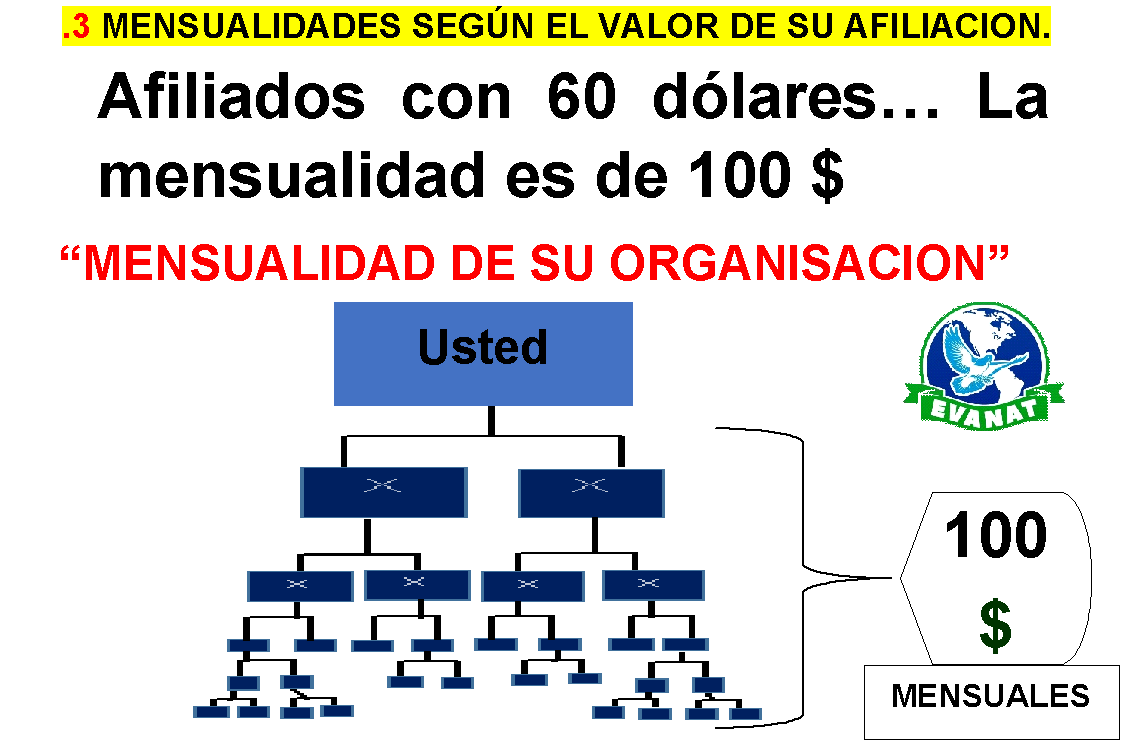 .3 MENSUALIDADES SEGÚN EL VALOR DE SU AFILIACION.
Afiliados con 60 dólares… La
mensualidad es de 100 $
“MENSUALIDAD DE SU ORGANISACION”
Usted
EVANAT
100
$
MENSUALES